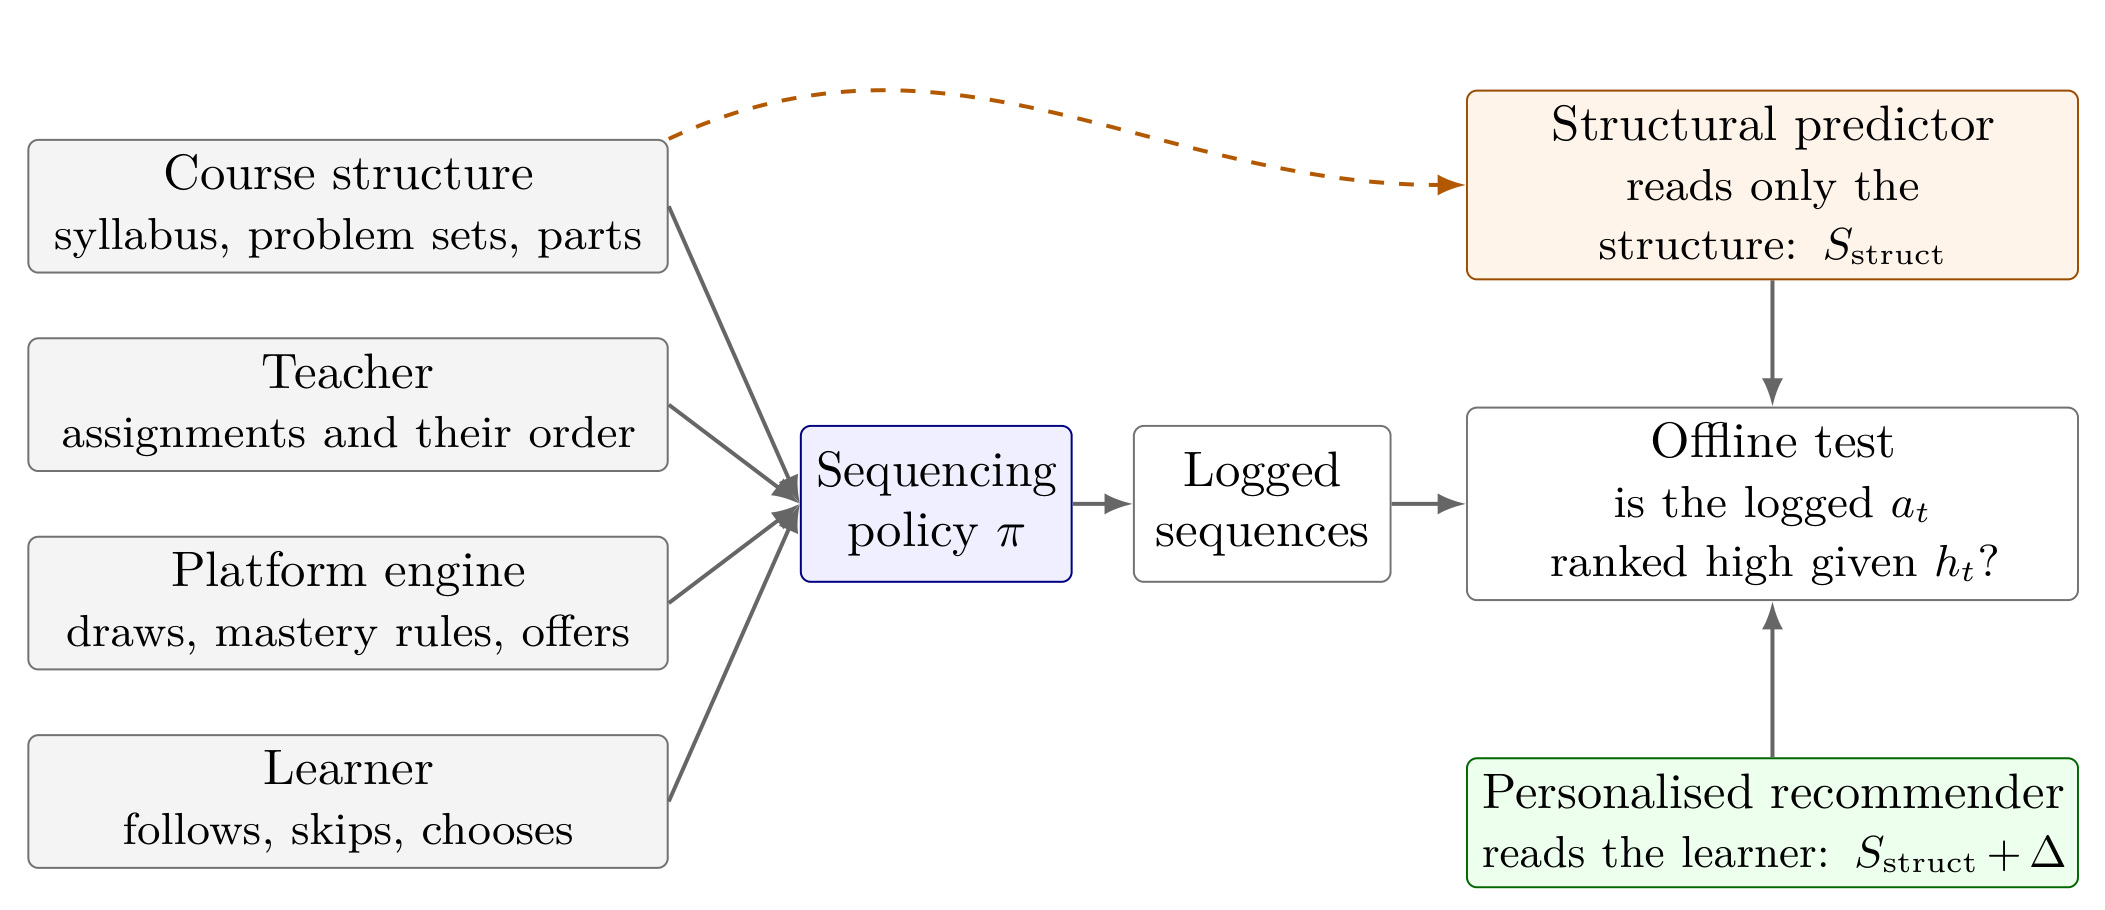 Course structure
syllabus, problem sets, parts
Teacher
assignments and their order
Platform engine
draws, mastery rules, offers
Learner
follows, skips, chooses
Sequencing
policy π
Logged
sequences
Structural predictor
reads only the
structure: S_struct
Offline test
is the logged a_t
ranked high given h_t?
Personalised recommender
reads the learner: S_struct + Δ